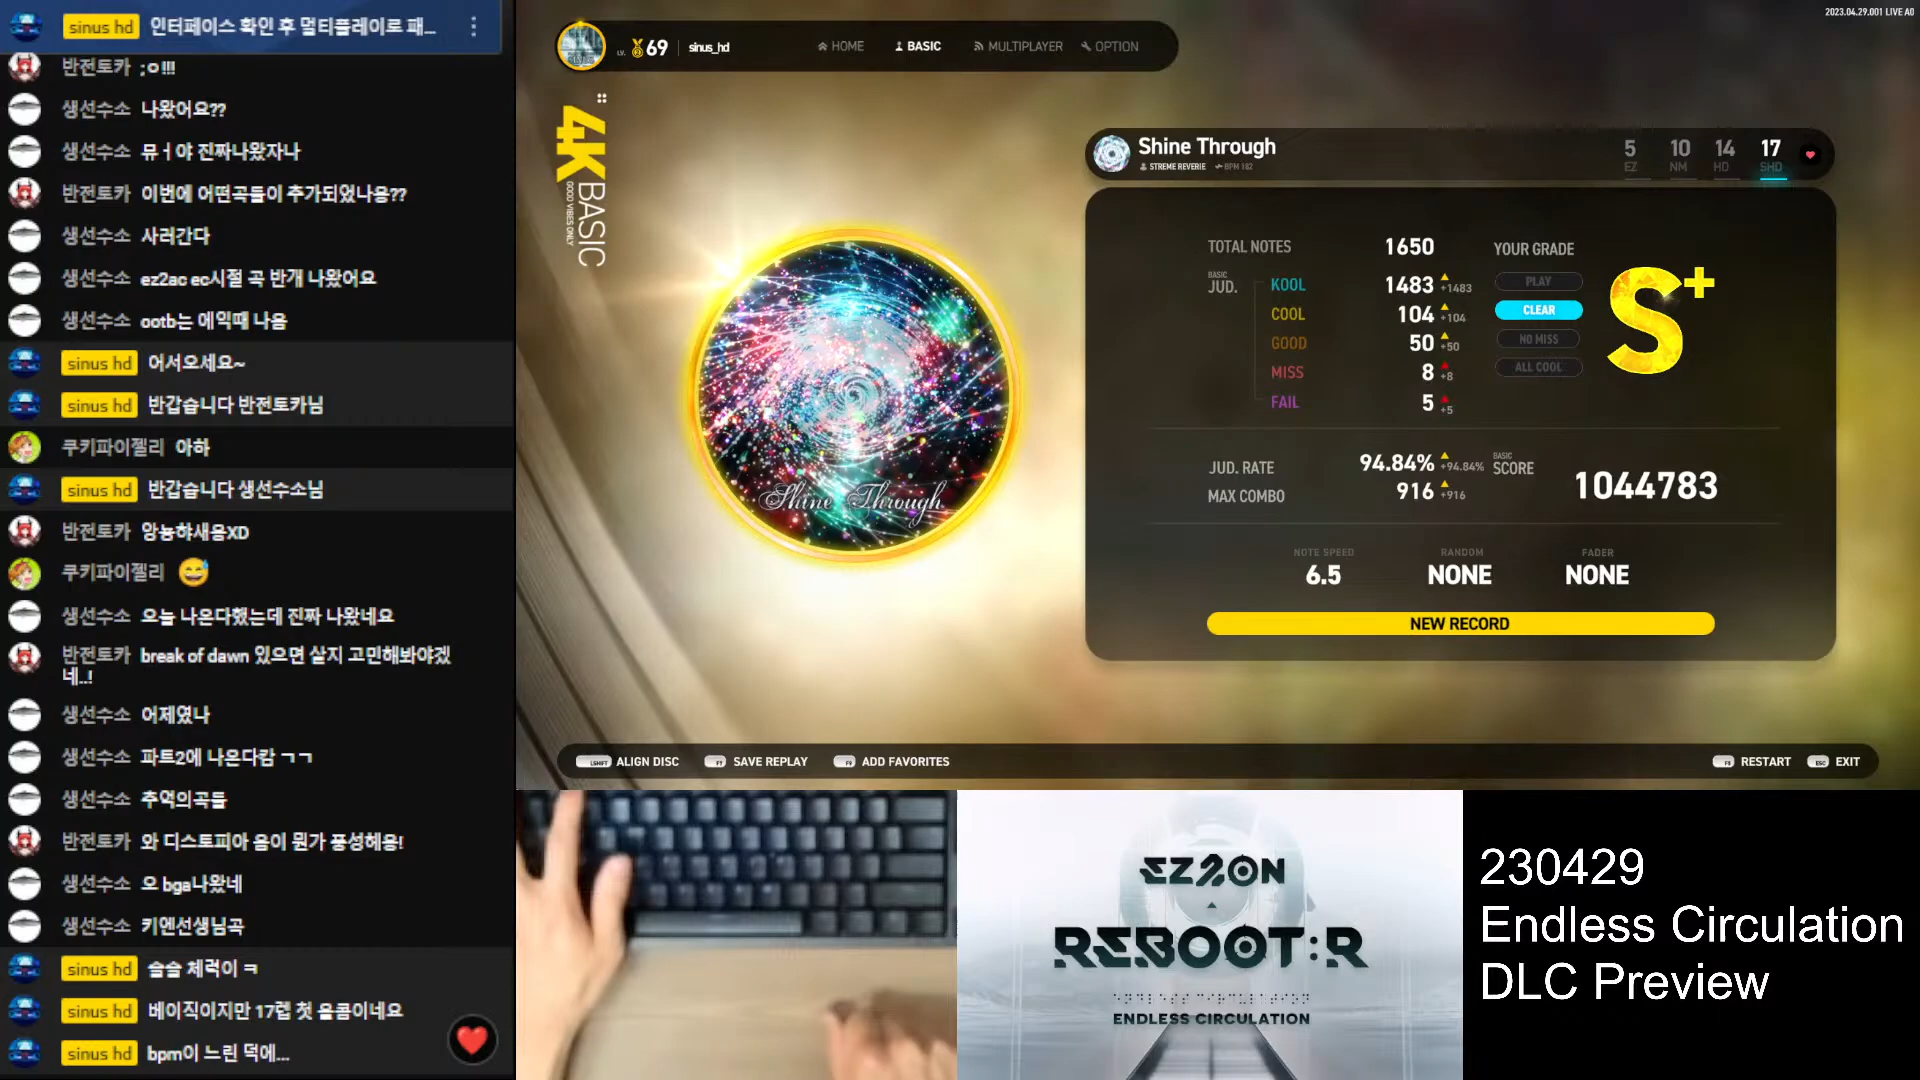 sinus hd 인터페이스 확인 후 멀티플레이로 패...
반전토카 ;ㅇ!!!
생선수소 나왔어요??
생선수소 뮤ㅓ야 진짜나왔자나
반전토카 이번에 어떤곡들이 추가되었나용??
생선수소 사러간다
생선수소 ez2ac ec시절 곡 반개 나왔어요
생선수소 ootb는 에익때 나옴
sinus hd 어서오세요~
sinus hd 반갑습니다 반전토카님
쿠키파이젤리 아하
sinus hd 반갑습니다 생선수소님
반전토카 앙뇽햐새용XD
쿠키파이젤리 😅
생선수소 오늘 나온다했는데 진짜 나왔네요
반전토카 break of dawn 있으면 살지 고민해봐야겠
네..!
생선수소 어제였나
생선수소 파트2에 나온다캄 ㄱㄱ
생선수소 추억의곡들
반전토카 와 디스토피아 음이 뭔가 풍성해용!
생선수소 오 bga나왔네
생선수소 키엔선생님곡
sinus hd 슬슬 체력이 ㅋ
sinus hd 베이직이지만 17렙 첫 올콤이네요
sinus hd bpm이 느린 덕에...
2023.04.29.001 LIVE A0
LV. 69 sinus_hd HOME BASIC MULTIPLAYER OPTION
4K BASIC
GOOD VIBES ONLY
Shine Through
STREME REVERIE BPM 182
5 10 14 17
EZ NM HD SHD
Shine Through
TOTAL NOTES 1650 YOUR GRADE
BASIC
JUD. KOOL 1483 +1483 PLAY
COOL 104 +104 CLEAR
GOOD 50 +50 NO MISS
MISS 8 +8 ALL COOL
FAIL 5 +5
S+
JUD. RATE 94.84% +94.84% BASIC SCORE 1044783
MAX COMBO 916 +916
NOTE SPEED RANDOM FADER
6.5 NONE NONE
NEW RECORD
LSHIFT ALIGN DISC F7 SAVE REPLAY F9 ADD FAVORITES
RESTART ESC EXIT
EZ2ON
REBOOT:R
ENDLESS CIRCULATION
230429
Endless Circulation
DLC Preview